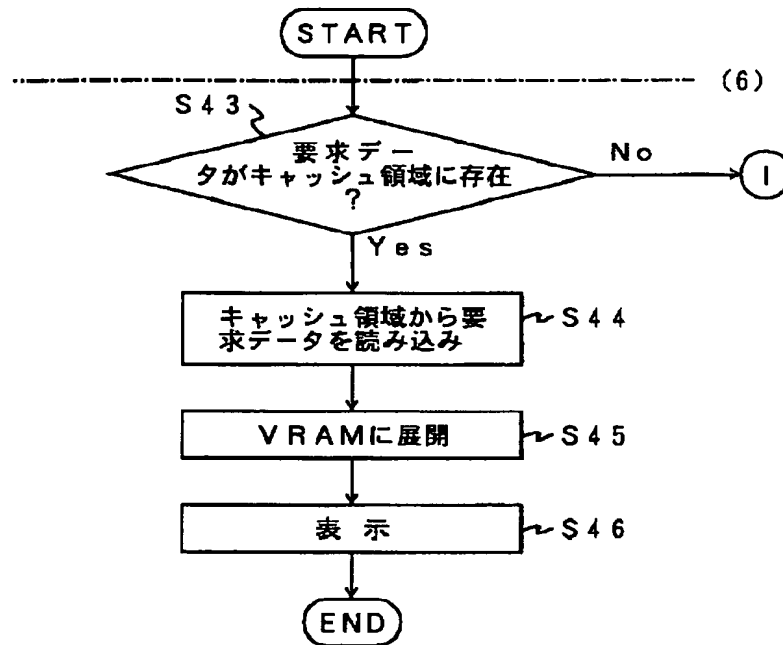 START
(6)
S43
要求デー
タがキャッシュ領域に存在
?
No
I
Yes
キャッシュ領域から要
求データを読み込み
S44
VRAMに展開
S45
表示
S46
END